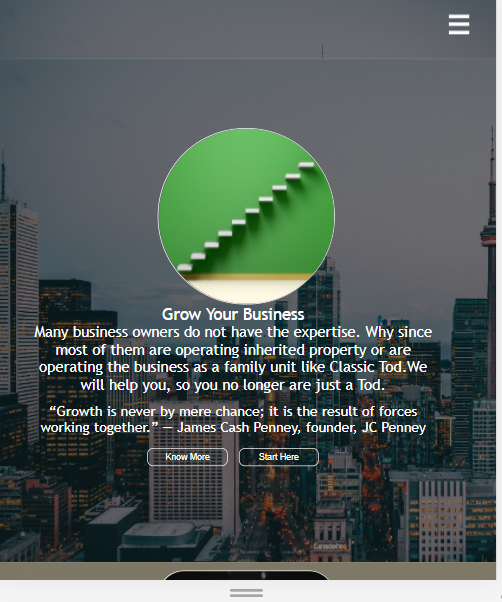 Grow Your Business
Many business owners do not have the expertise. Why since
most of them are operating inherited property or are
operating the business as a family unit like Classic Tod.We
will help you, so you no longer are just a Tod.
“Growth is never by mere chance; it is the result of forces
working together.” — James Cash Penney, founder, JC Penney
Know More
Start Here